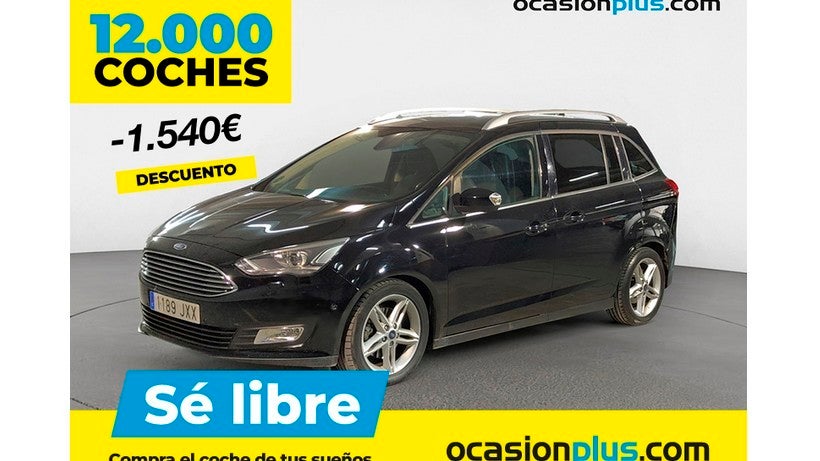 ocasionplus.com
12.000
COCHES
-1.540€
DESCUENTO
Ford
1189 JXX
Sé libre
Compra el coche de tus sueños
ocasionplus.com